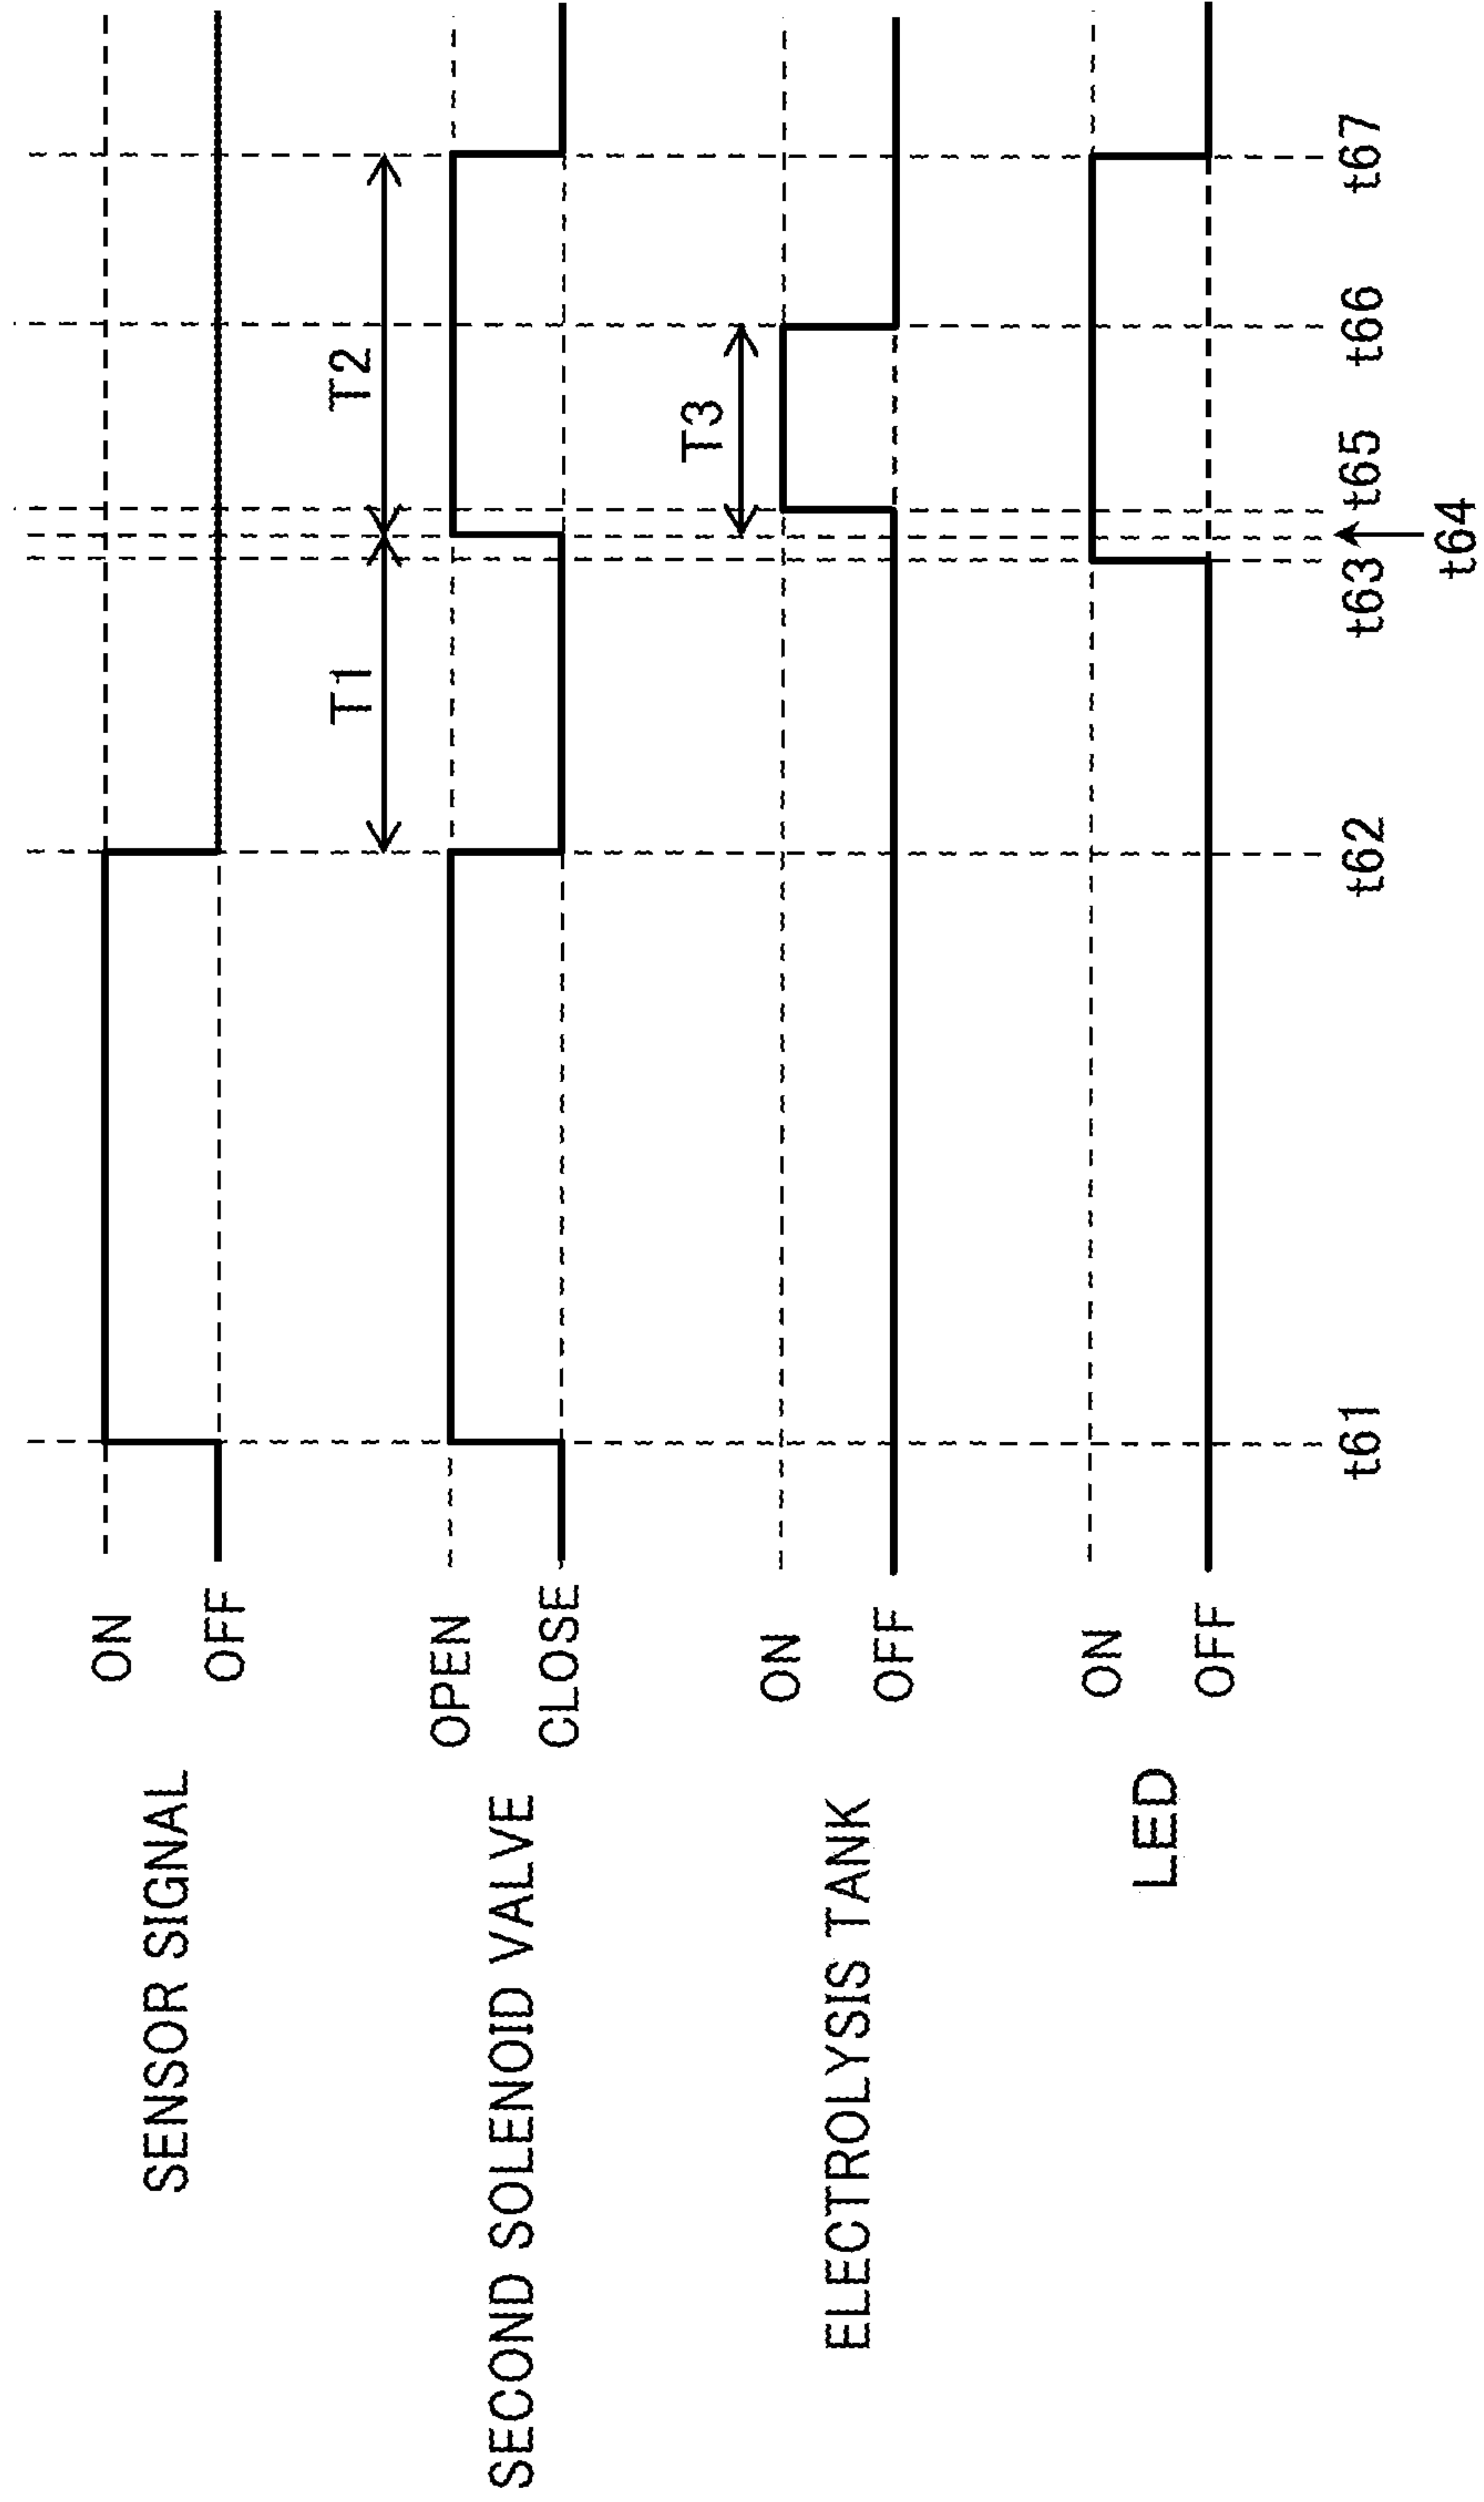 SENSOR SIGNAL
ON
OFF
T1
T2
SECOND SOLENOID VALVE
OPEN
CLOSE
T3
ELECTROLYSIS TANK
ON
OFF
LED
ON
OFF
t61
t62
t63
t65
t66
t67
t64